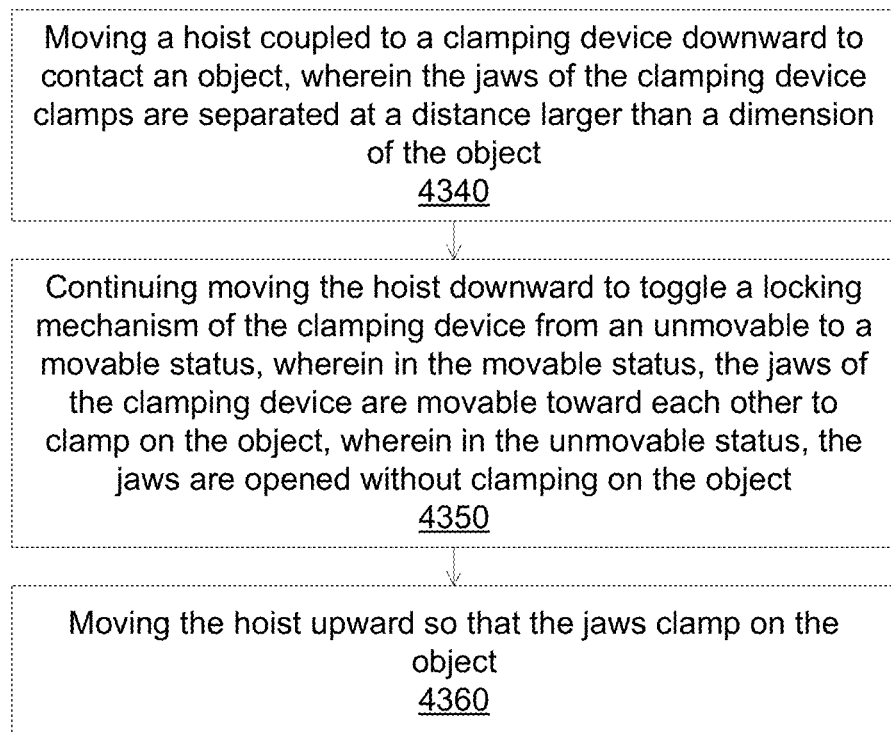 Moving a hoist coupled to a clamping device downward to
contact an object, wherein the jaws of the clamping device
clamps are separated at a distance larger than a dimension
of the object
4340
Continuing moving the hoist downward to toggle a locking
mechanism of the clamping device from an unmovable to a
movable status, wherein in the movable status, the jaws of
the clamping device are movable toward each other to
clamp on the object, wherein in the unmovable status, the
jaws are opened without clamping on the object
4350
Moving the hoist upward so that the jaws clamp on the
object
4360